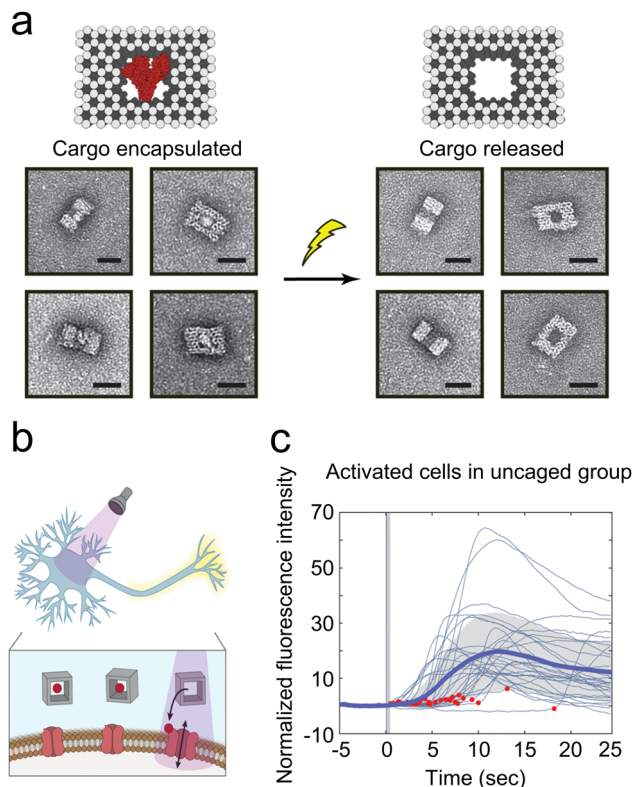 a
Cargo encapsulated
Cargo released
b
c
Activated cells in uncaged group
Normalized fluorescence intensity
70
50
30
10
-10
-5
0
5
10
15
20
25
Time (sec)